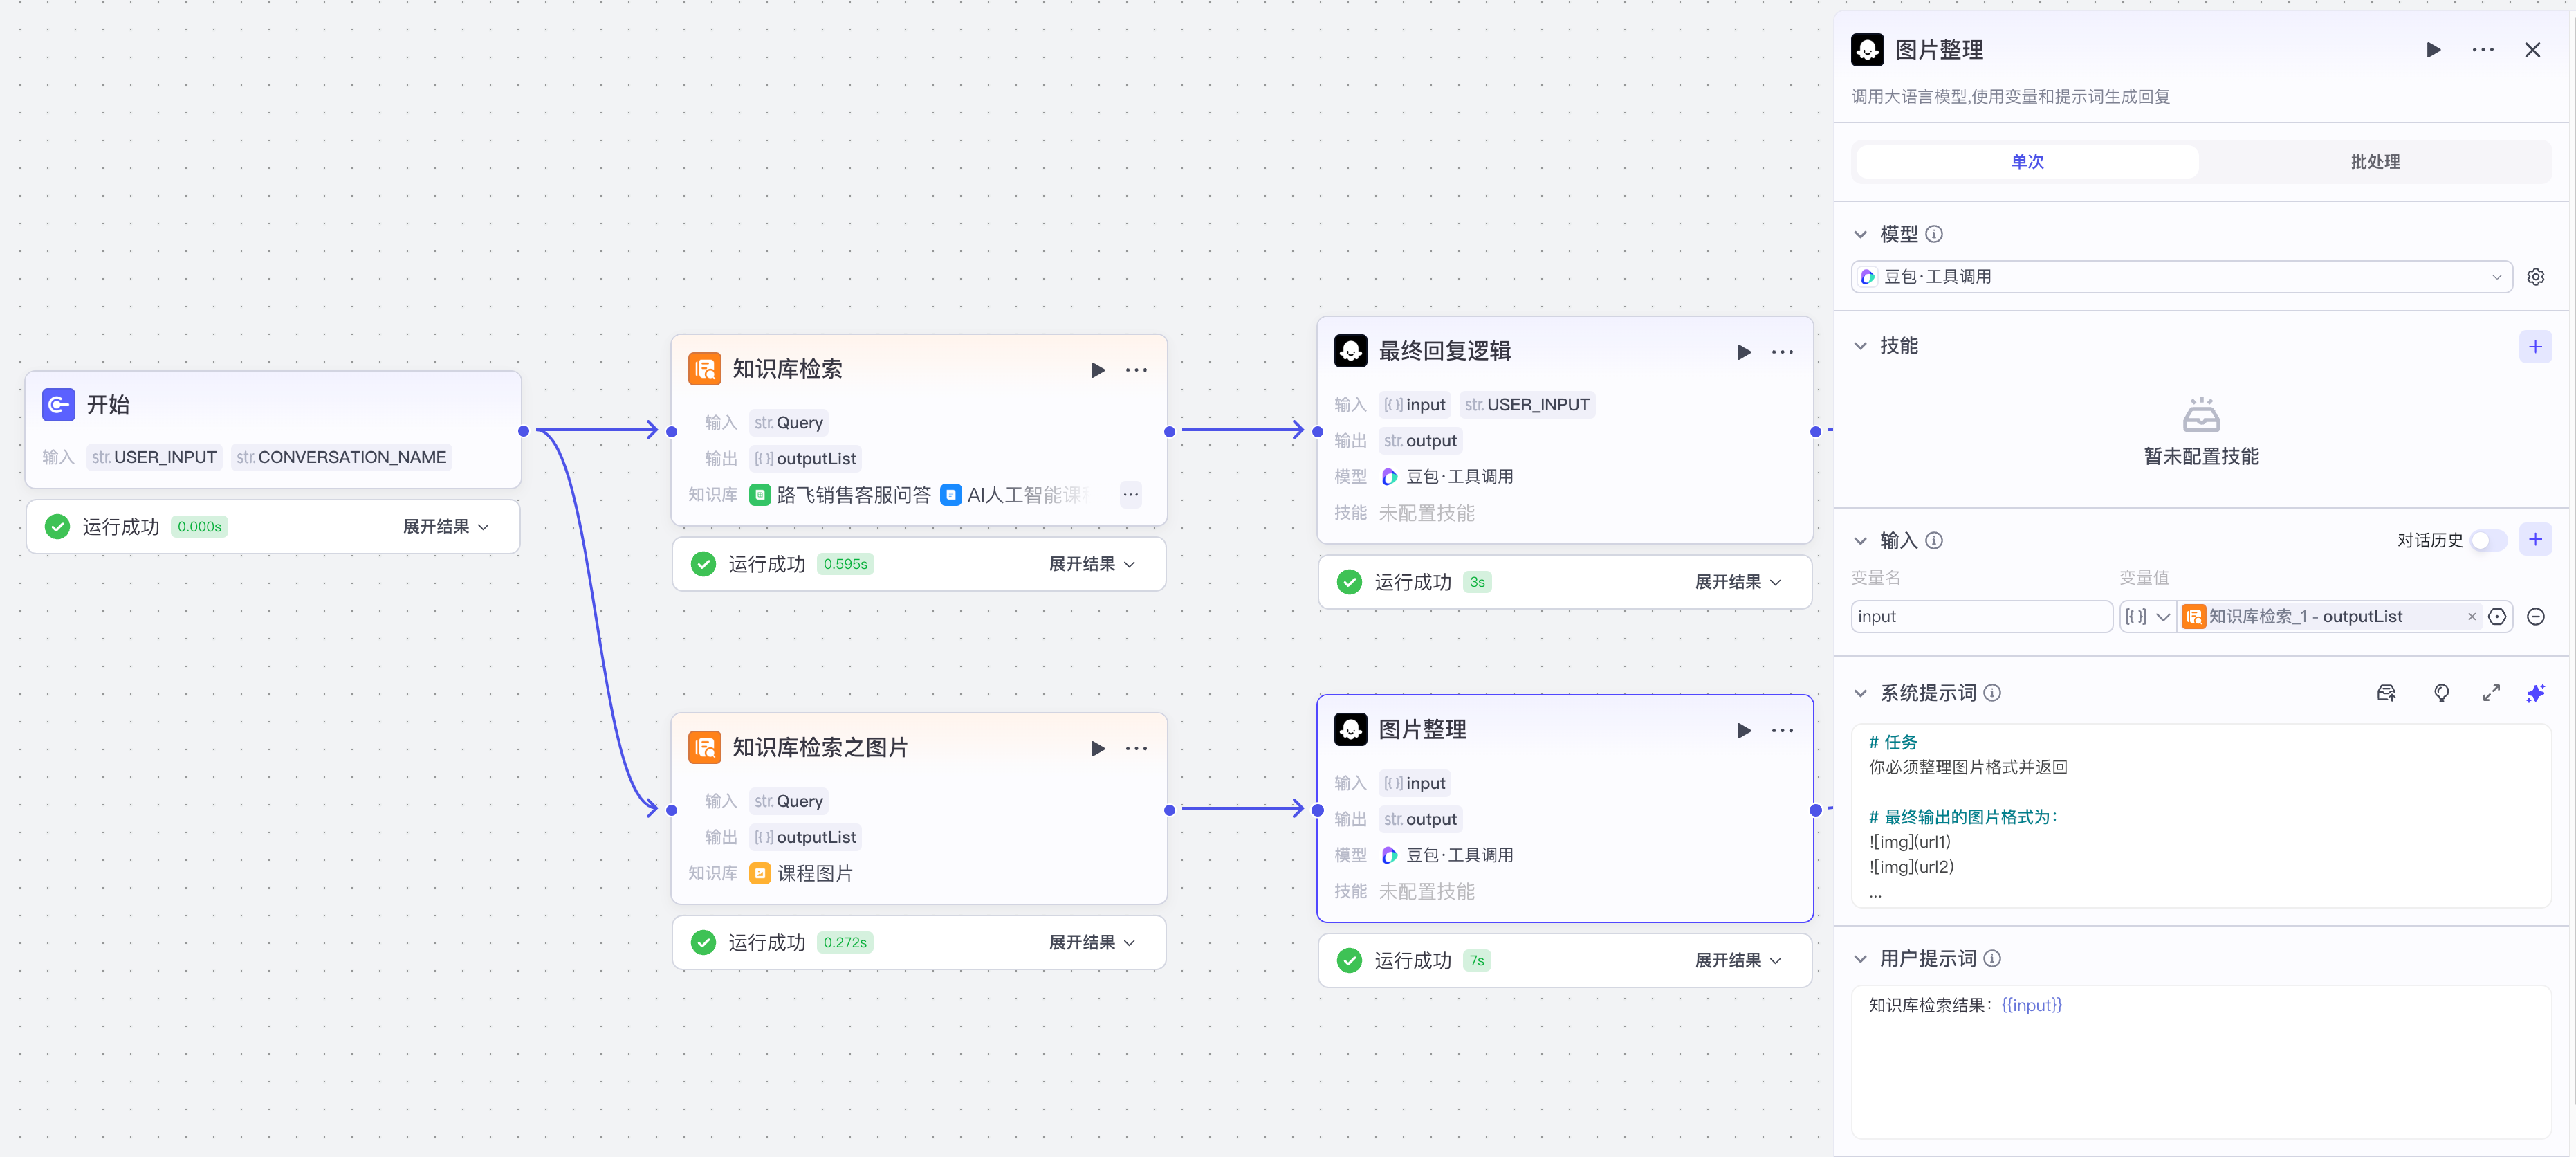 开始
输入 str. USER_INPUT str. CONVERSATION_NAME
运行成功 0.000s 展开结果
知识库检索
输入 str. Query
输出 [{}] outputList
知识库 路飞销售客服问答 AI人工智能课 ...
运行成功 0.595s 展开结果
知识库检索之图片
输入 str. Query
输出 [{}] outputList
知识库 课程图片
运行成功 0.272s 展开结果
最终回复逻辑
输入 [{}] input str. USER_INPUT
输出 str. output
模型 豆包·工具调用
技能 未配置技能
运行成功 3s 展开结果
图片整理
输入 [{}] input
输出 str. output
模型 豆包·工具调用
技能 未配置技能
运行成功 7s 展开结果
图片整理
调用大语言模型,使用变量和提示词生成回复
单次 批处理
模型
豆包·工具调用
技能
暂未配置技能
输入 对话历史
变量名 变量值
input [{}] 知识库检索_1 - outputList
系统提示词
# 任务
你必须整理图片格式并返回
# 最终输出的图片格式为：
![img](url1)
![img](url2)
...
用户提示词
知识库检索结果：{{input}}